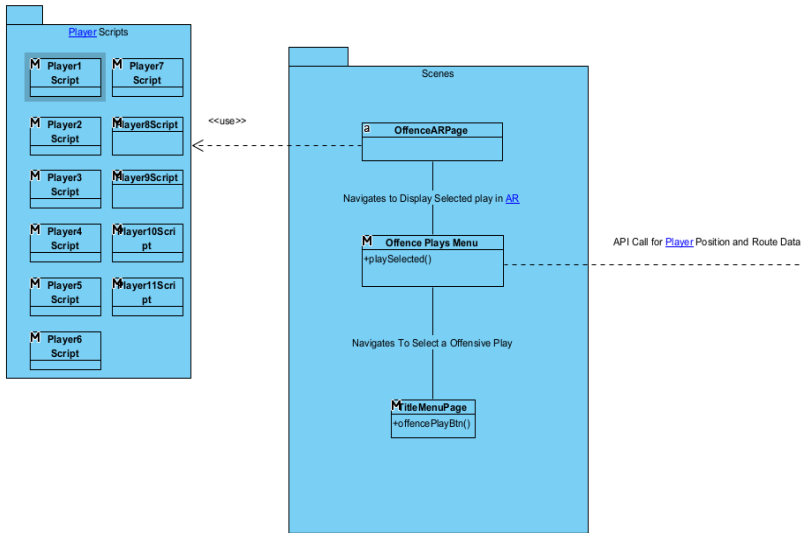 Player Scripts
M Player1
Script
M Player7
Script
M Player2
Script
M layer8Script
M Player3
Script
M layer9Script
M Player4
Script
M layer10Scri
pt
M Player5
Script
M layer11Scri
pt
M Player6
Script
<<use>>
Scenes
a OffenceARPage
Navigates to Display Selected play in AR
M Offence Plays Menu
+playSelected()
API Call for Player Position and Route Data
Navigates To Select a Offensive Play
M TitleMenuPage
+offencePlayBtn()